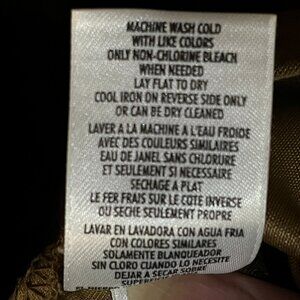 MACHINE WASH COLD
WITH LIKE COLORS
ONLY NON-CHLORINE BLEACH
WHEN NEEDED
LAY FLAT TO DRY
COOL IRON ON REVERSE SIDE ONLY
OR CAN BE DRY CLEANED
LAVER A LA MACHINE A L'EAU FROIDE
AVEC DES COULEURS SIMILAIRES
EAU DE JANEL SANS CHLORURE
ET SEULEMENT SI NECESSAIRE
SECHAGE A PLAT
LE FER FRAIS SUR LE COTE INVERSE
OU SECHE SEULEMENT PROPRE
LAVAR EN LAVADORA CON AGUA FRIA
CON COLORES SIMILARES
SOLAMENTE BLANQUEADOR
SIN CLORO CUANDO LO NECESITE
DEJAR A SECAR SOBRE